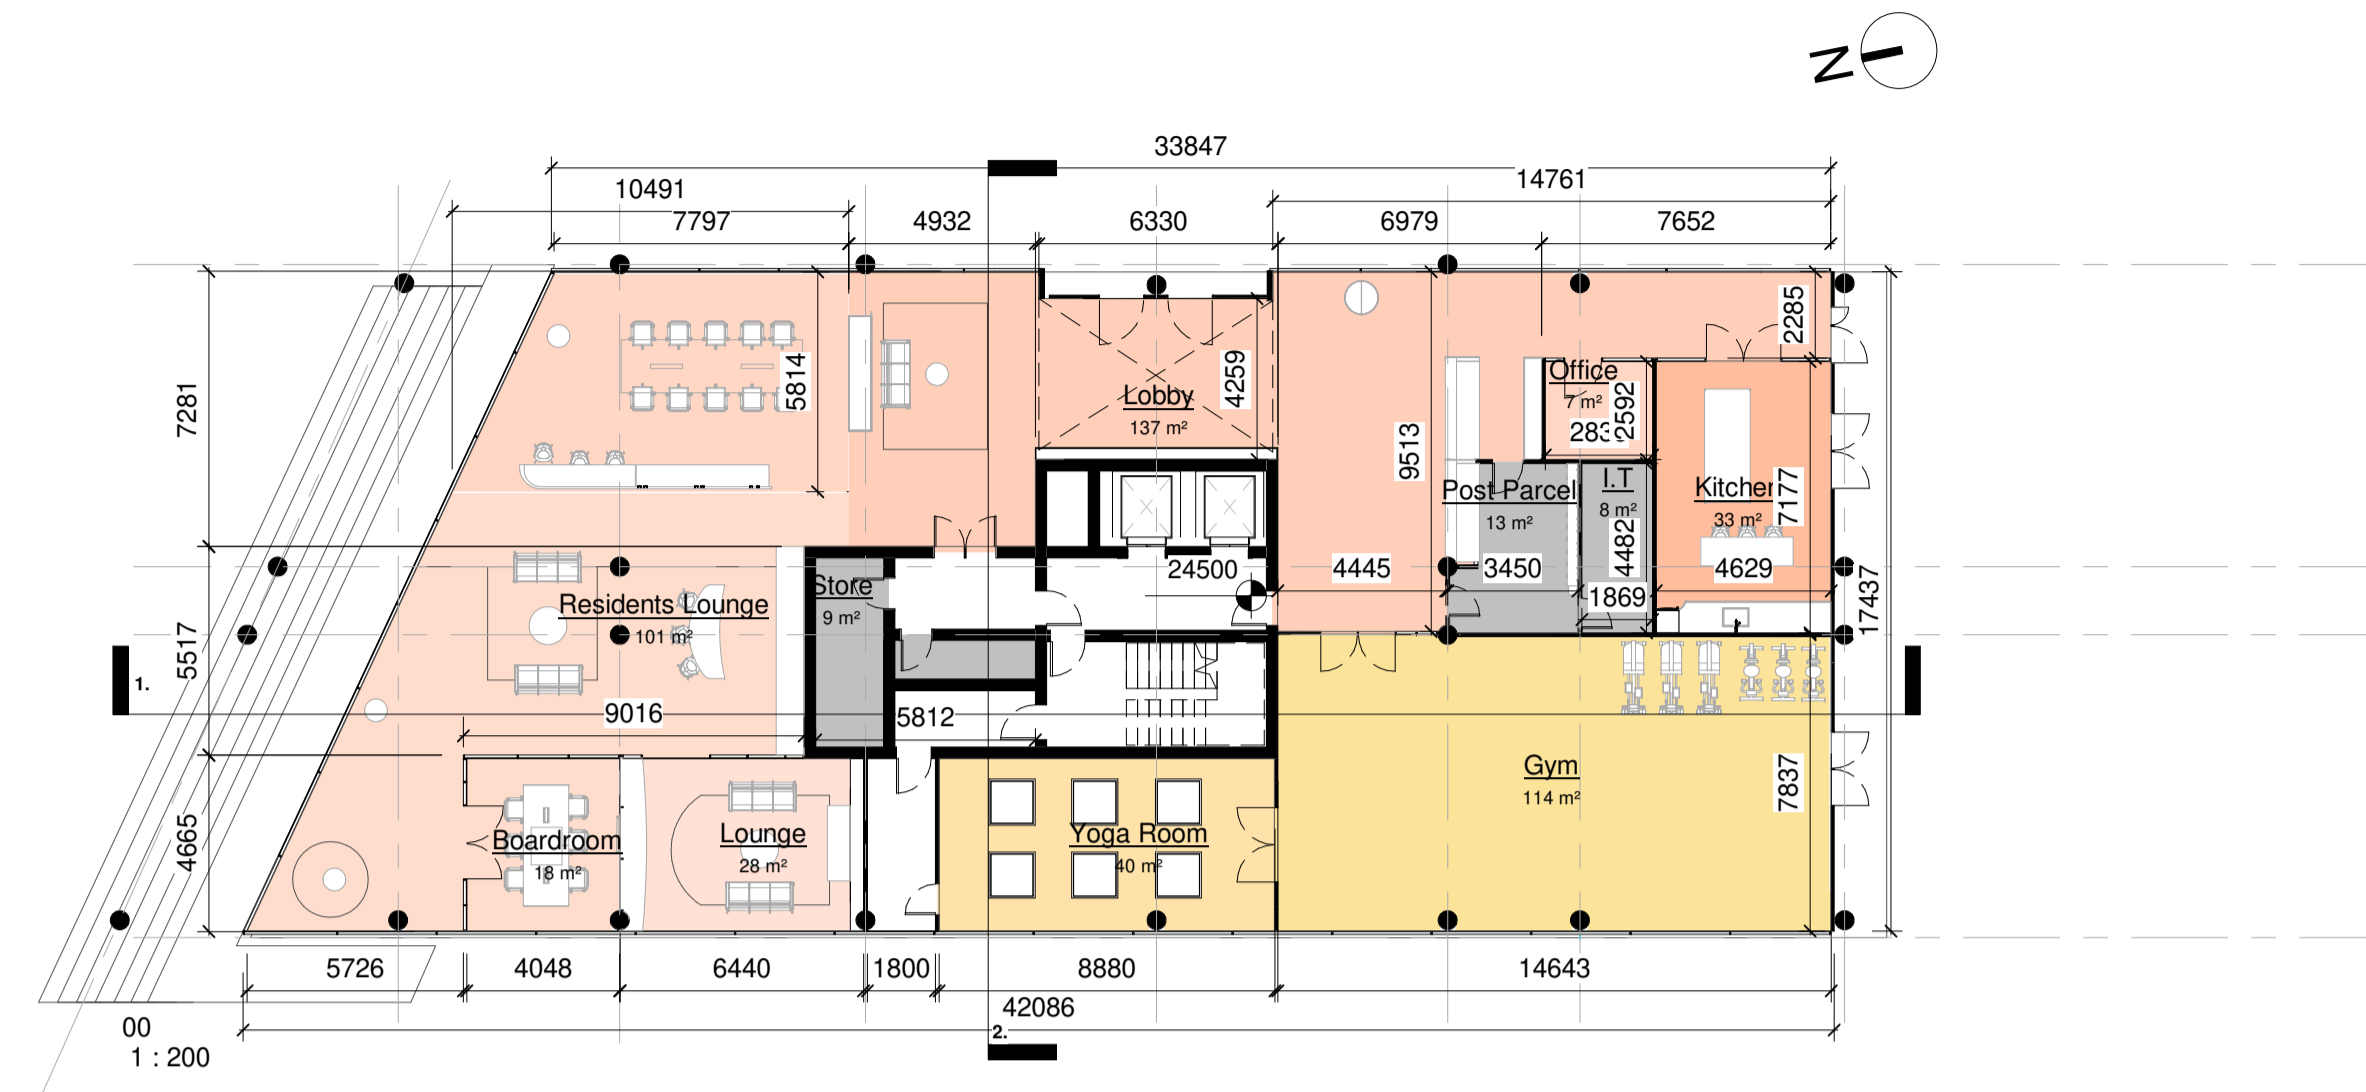 N
33847
14761
10491
7797
4932
6330
6979
7652
7281
5814
4259
2285
Lobby
137 m²
Office
7 m²
2592
9513
7177
Post Parcel
13 m²
I.T
8 m²
4482
Kitchen
33 m²
24500
4445
3450
4629
1869
17437
Store
9 m²
Residents Lounge
101 m²
5517
1.
9016
5812
Gym
114 m²
7837
4665
Boardroom
18 m²
Lounge
28 m²
Yoga Room
40 m²
5726
4048
6440
1800
8880
14643
42086
2.
00
1 : 200